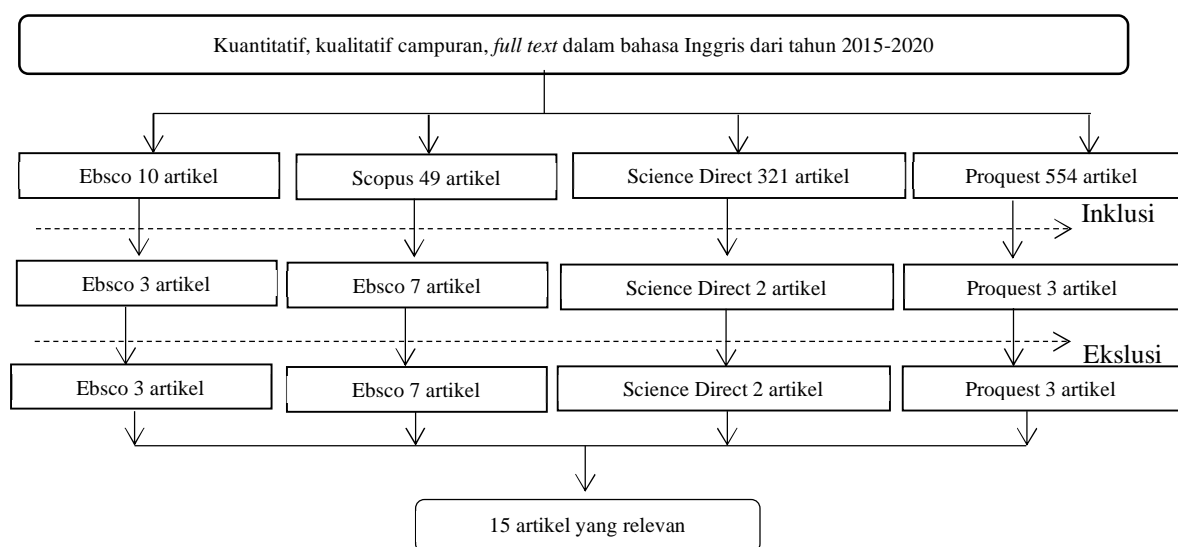 Kuantitatif, kualitatif campuran, full text dalam bahasa Inggris dari tahun 2015-2020
Ebsco 10 artikel
Scopus 49 artikel
Science Direct 321 artikel
Proquest 554 artikel
Inklusi
Ebsco 3 artikel
Ebsco 7 artikel
Science Direct 2 artikel
Proquest 3 artikel
Ekslusi
Ebsco 3 artikel
Ebsco 7 artikel
Science Direct 2 artikel
Proquest 3 artikel
15 artikel yang relevan